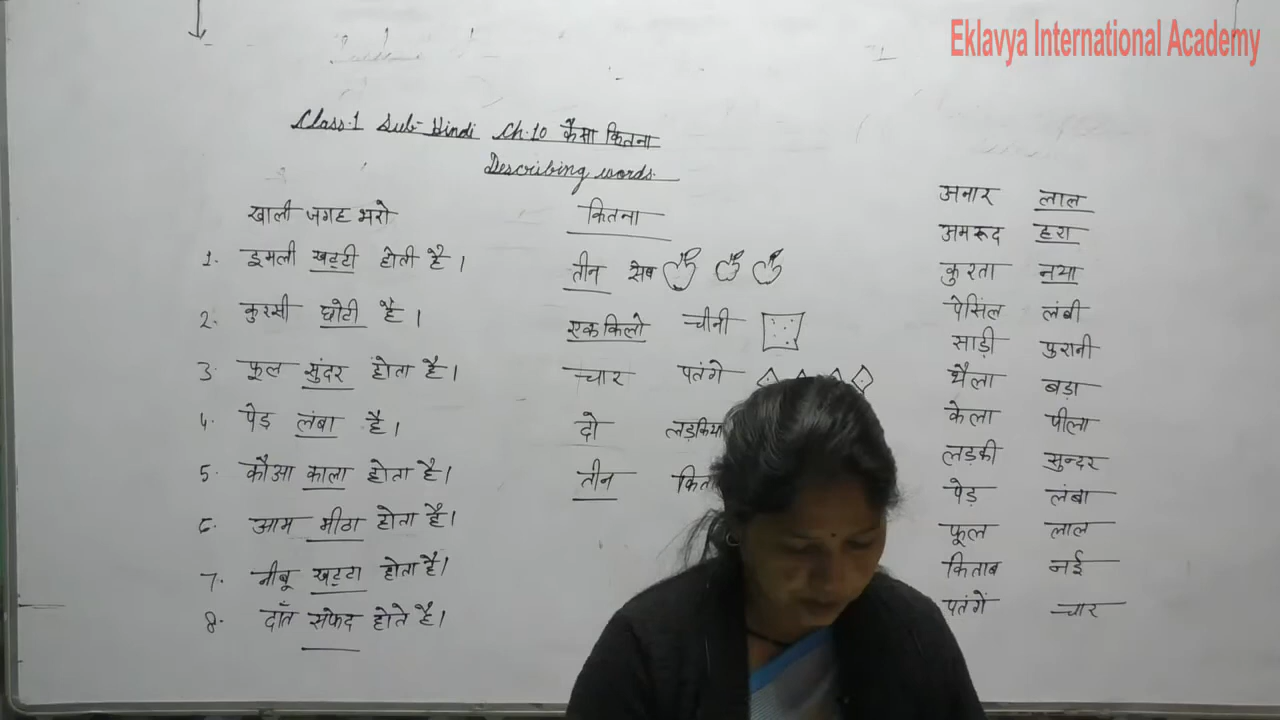 Eklavya International Academy
Class-1 Sub- Hindi Ch-10 कैसा कितना
Describing words.
खाली जगह भरो
1. इमली खट्टी होती है।
2. कुरसी छोटी है।
3. फूल सुंदर होता है।
4. पेड़ लंबा है।
5. कौआ काला होता है।
6. आम मीठा होता है।
7. नीबू खट्टा होता है।
8. दाँत सफेद होते है।
कितना
तीन सेब
एक किलो चीनी
चार पतंगे
दो
तीन
अनार लाल
अमरूद हरा
कुरता नया
पेंसिल लंबी
साड़ी पुरानी
थैला बड़ा
केला पीला
लड़की सुन्दर
पेड़ लंबा
फूल लाल
किताब नई
पतंगें चार